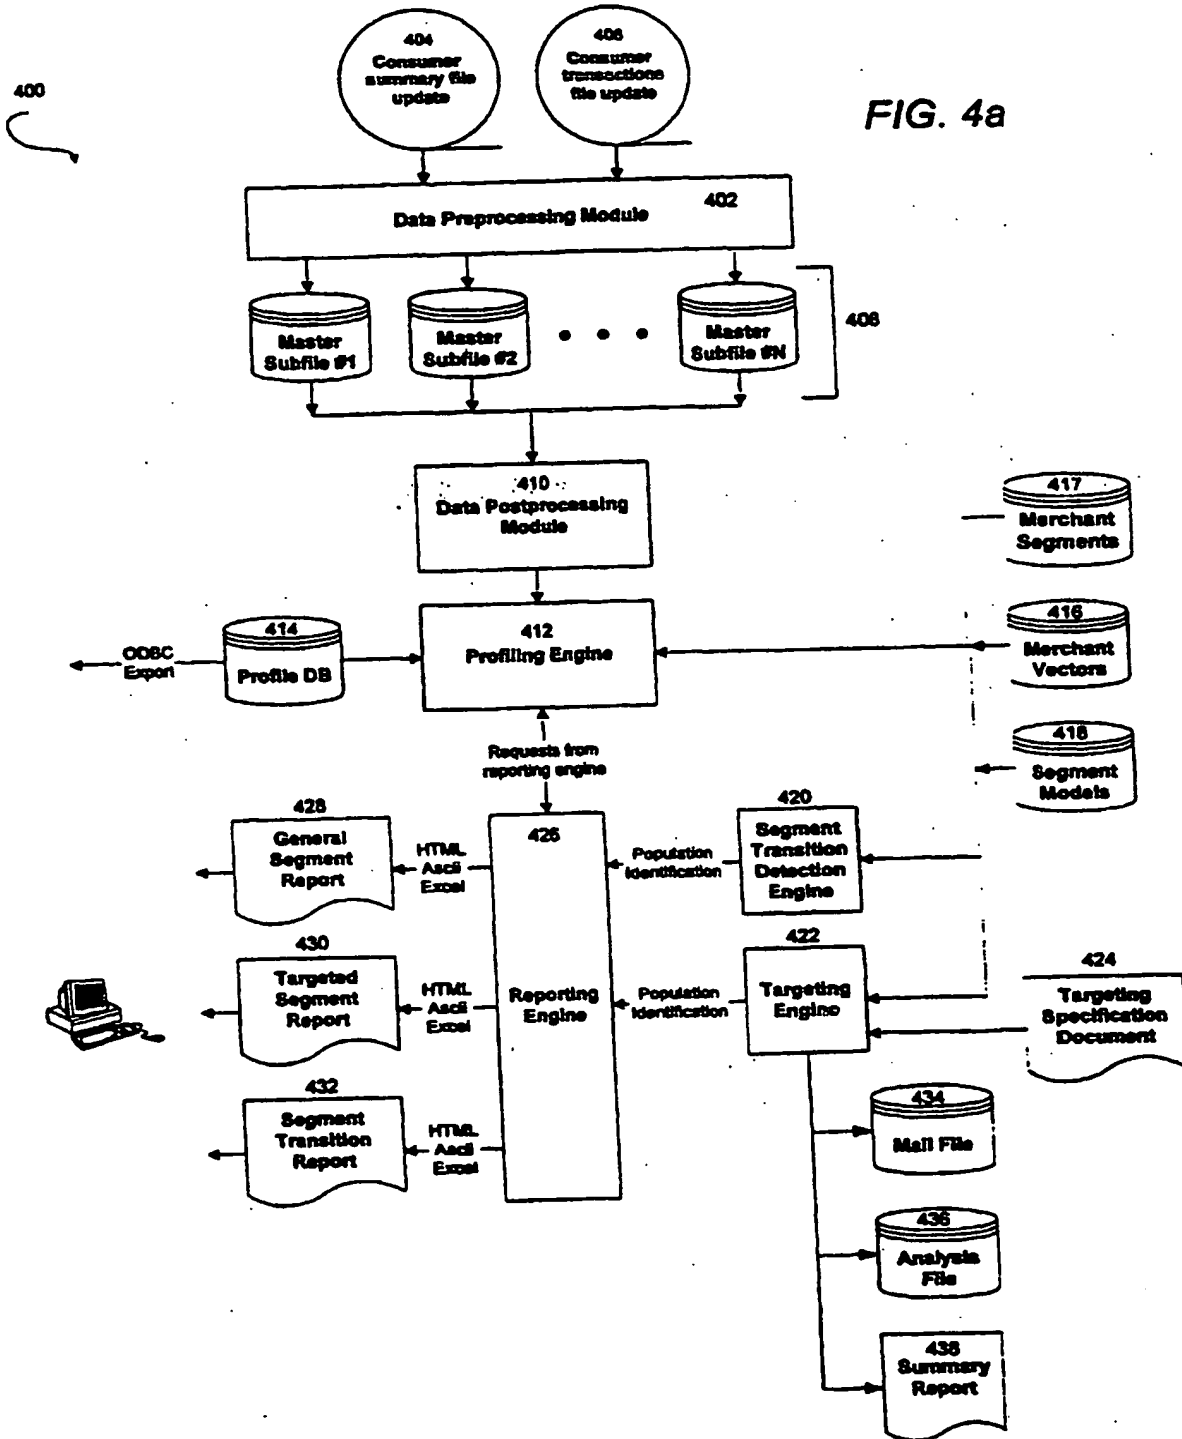 400
404
Consumer
summary file
update
406
Consumer
transactions
file update
FIG. 4a
402
Data Preprocessing Module
Master
Subfile #1
Master
Subfile #2
Master
Subfile #N
408
410
Data Postprocessing
Module
417
Merchant
Segments
414
Profile DB
ODBC
Export
412
Profiling Engine
416
Merchant
Vectors
Requests from
reporting engine
418
Segment
Models
428
General
Segment
Report
HTML
Ascii
Excel
426
Reporting
Engine
Population
Identification
420
Segment
Transition
Detection
Engine
430
Targeted
Segment
Report
HTML
Ascii
Excel
Population
Identification
422
Targeting
Engine
424
Targeting
Specification
Document
432
Segment
Transition
Report
HTML
Ascii
Excel
434
Mail File
436
Analysis
File
438
Summary
Report